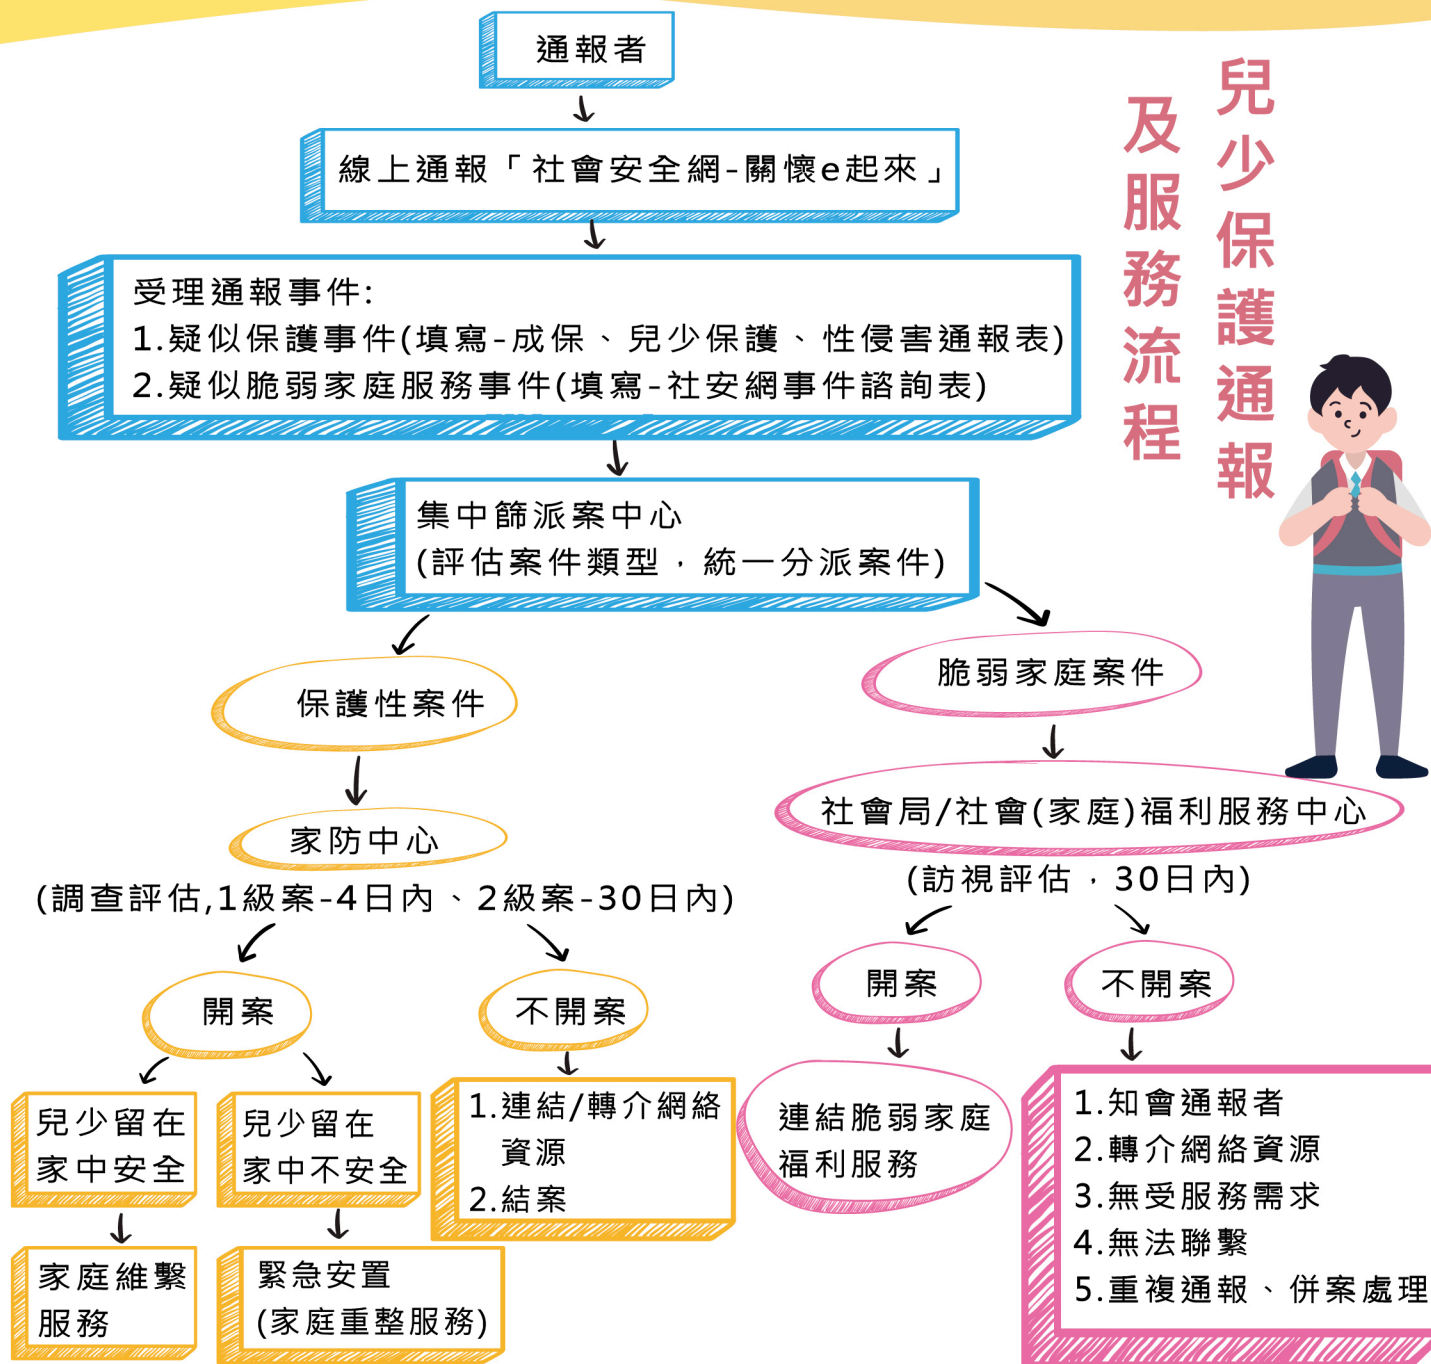 兒少保護通報
及服務流程
通報者
線上通報「社會安全網-關懷e起來」
受理通報事件:
1.疑似保護事件(填寫-成保、兒少保護、性侵害通報表)
2.疑似脆弱家庭服務事件(填寫-社安網事件諮詢表)
集中篩派案中心
(評估案件類型，統一分派案件)
保護性案件
家防中心
(調查評估,1級案-4日內、2級案-30日內)
開案
兒少留在
家中安全
家庭維繫
服務
兒少留在
家中不安全
緊急安置
(家庭重整服務)
不開案
1.連結/轉介網絡
資源
2.結案
脆弱家庭案件
社會局/社會(家庭)福利服務中心
(訪視評估，30日內)
開案
連結脆弱家庭
福利服務
不開案
1.知會通報者
2.轉介網絡資源
3.無受服務需求
4.無法聯繫
5.重複通報、併案處理